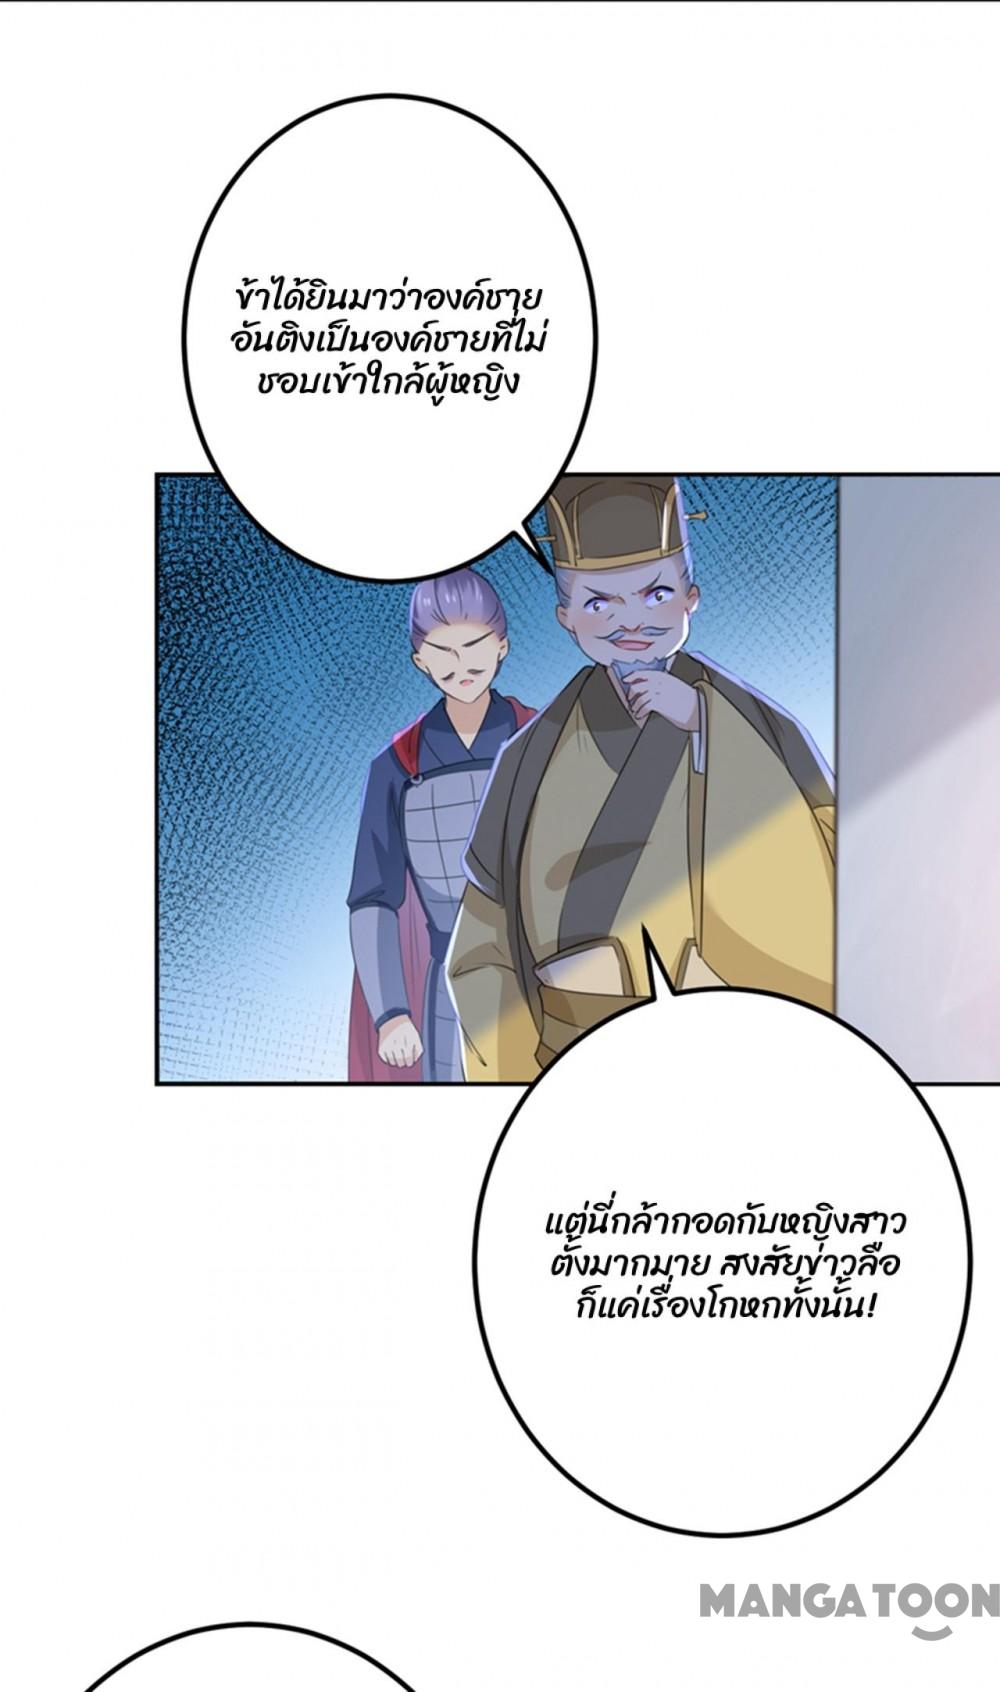 ข้าได้ยินมาว่าองค์ชาย
อันติงเป็นองค์ชายที่ไม่
ชอบเข้าใกล้ผู้หญิง
แต่นี่กล้ากอดกับหญิงสาว
ตั้งมากมาย สงสัยข่าวลือ
ก็แค่เรื่องโกหกทั้งนั้น!
MANGATOON